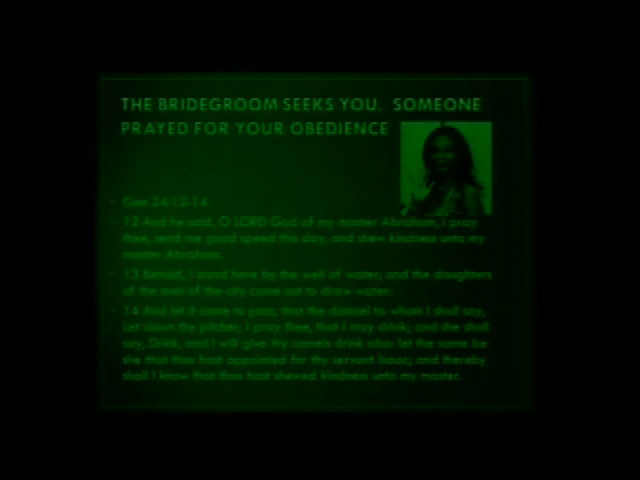 THE BRIDEGROOM SEEKS YOU. SOMEONE
PRAYED FOR YOUR OBEDIENCE
Gen 24:12-14
12 And he said, O LORD God of my master Abraham, I pray
thee, send me good speed this day, and shew kindness unto my
master Abraham.
13 Behold, I stand here by the well of water; and the daughters
of the men of the city come out to draw water:
14 And let it come to pass, that the damsel to whom I shall say,
Let down thy pitcher, I pray thee, that I may drink; and she shall
say, Drink, and I will give thy camels drink also: let the same be
she that thou hast appointed for thy servant Isaac; and thereby
shall I know that thou hast shewed kindness unto my master.